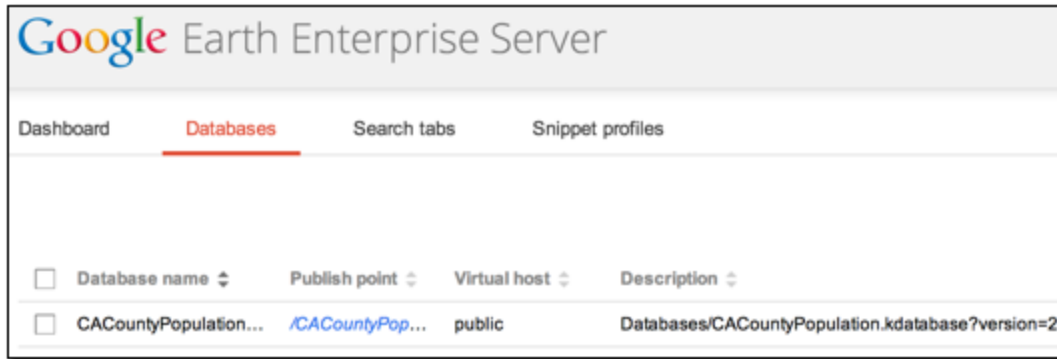 Google Earth Enterprise Server
Dashboard Databases Search tabs Snippet profiles
Database name Publish point Virtual host Description
CACountyPopulation... /CACountyPop... public Databases/CACountyPopulation.kdatabase?version=2